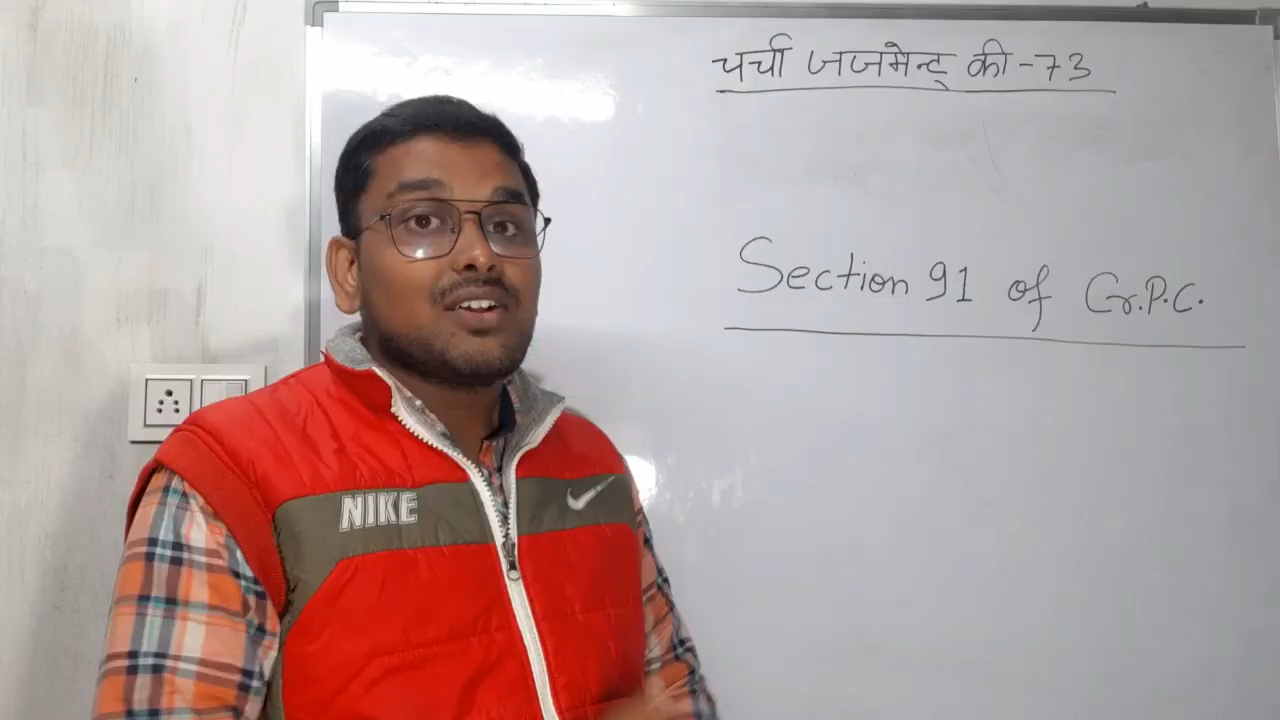 चर्चा जजमेन्ट् की-73
Section 91 of Cr.P.C.
NIKE